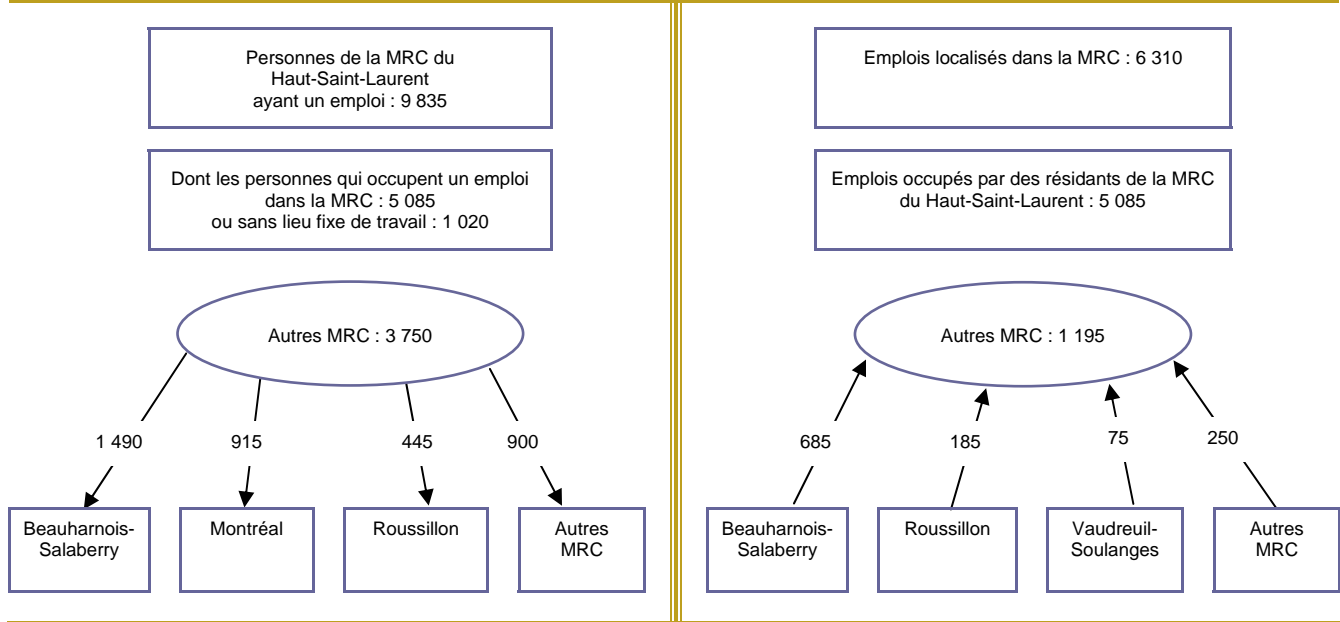 Personnes de la MRC du
Haut-Saint-Laurent
ayant un emploi : 9 835
Dont les personnes qui occupent un emploi
dans la MRC : 5 085
ou sans lieu fixe de travail : 1 020
Autres MRC : 3 750
1 490
915
445
900
Beauharnois-
Salaberry
Montréal
Roussillon
Autres
MRC
Emplois localisés dans la MRC : 6 310
Emplois occupés par des résidants de la MRC
du Haut-Saint-Laurent : 5 085
Autres MRC : 1 195
685
185
75
250
Beauharnois-
Salaberry
Roussillon
Vaudreuil-
Soulanges
Autres
MRC